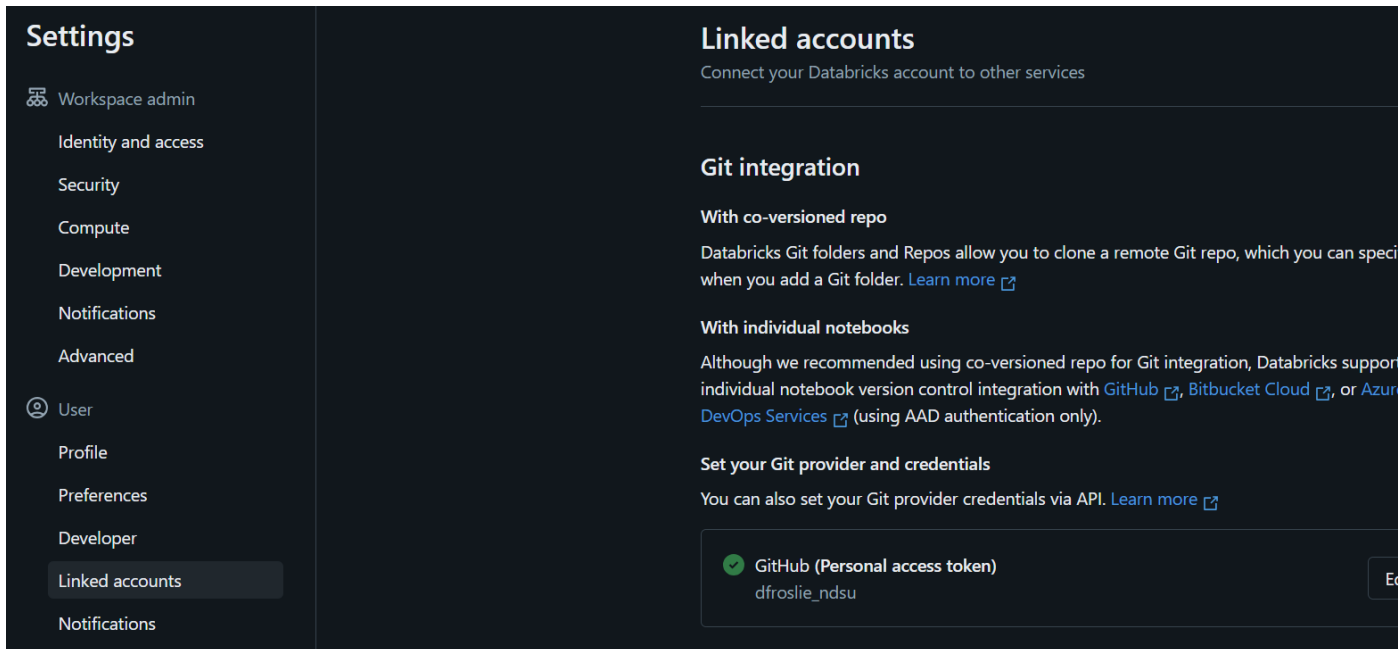 Settings
Workspace admin
Identity and access
Security
Compute
Development
Notifications
Advanced
User
Profile
Preferences
Developer
Linked accounts
Notifications
Linked accounts
Connect your Databricks account to other services
Git integration
With co-versioned repo
Databricks Git folders and Repos allow you to clone a remote Git repo, which you can speci
when you add a Git folder. Learn more
With individual notebooks
Although we recommended using co-versioned repo for Git integration, Databricks support
individual notebook version control integration with GitHub, Bitbucket Cloud, or Azure
DevOps Services (using AAD authentication only).
Set your Git provider and credentials
You can also set your Git provider credentials via API. Learn more
GitHub (Personal access token)
dfroslie_ndsu